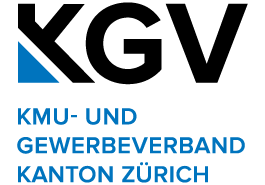 KGV
KMU- UND
GEWERBEVERBAND
KANTON ZÜRICH